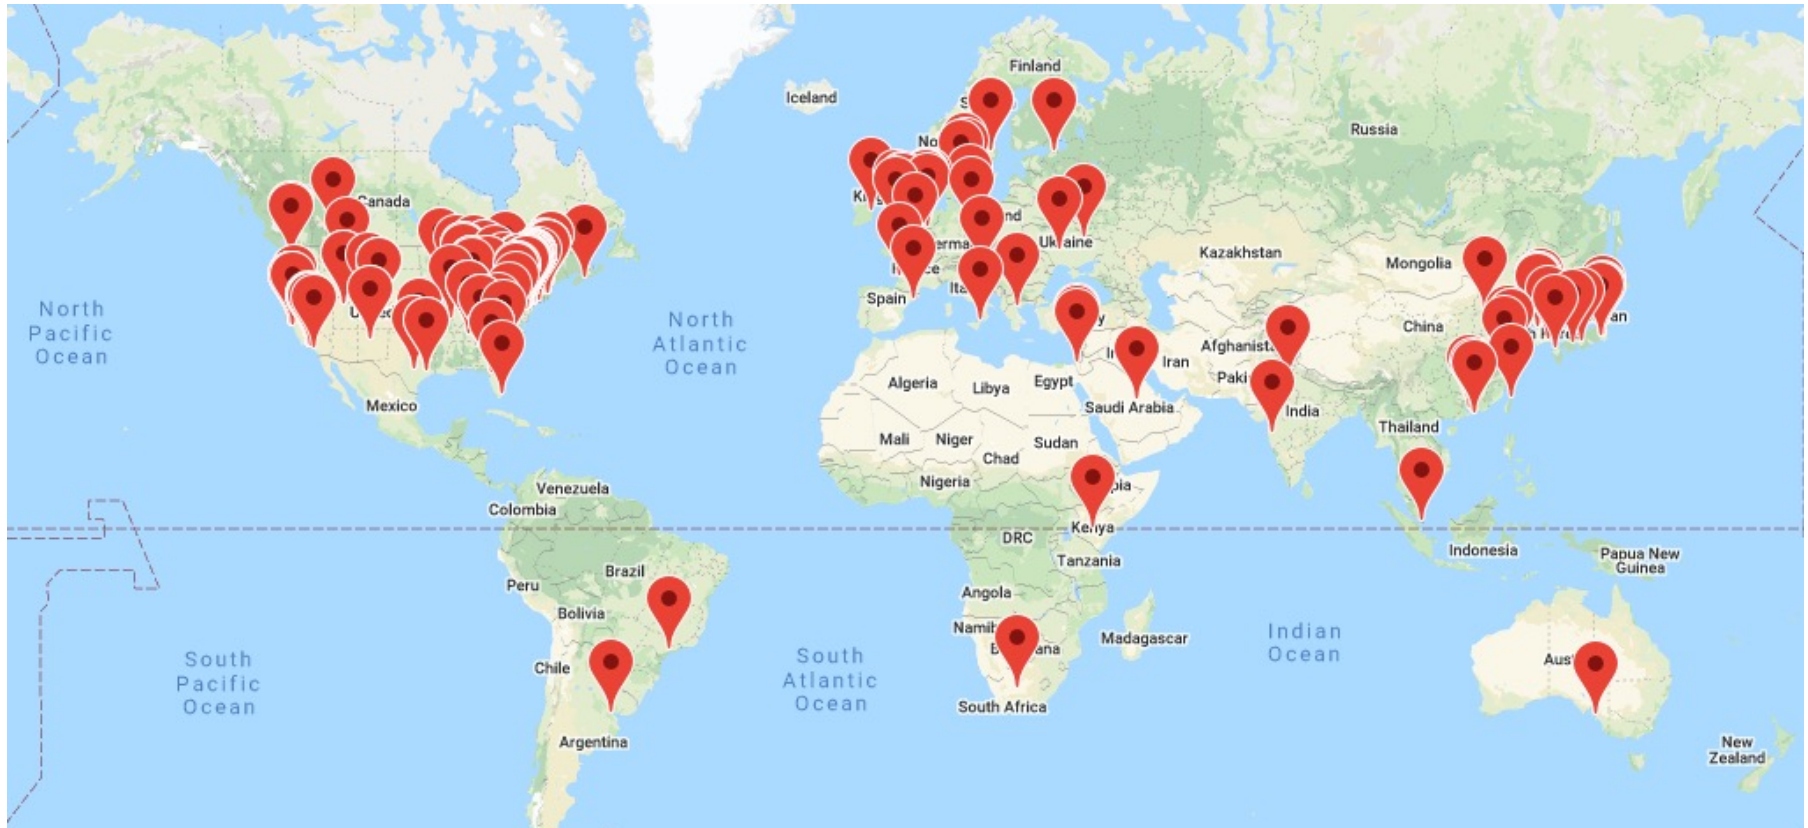 Finland
Iceland
Russia
Canada
Ukraine
Kazakhstan
Mongolia
North
Pacific
Ocean
Spain
North
Atlantic
Ocean
China
Iran
Mexico
Algeria
Libya
Egypt
Saudi Arabia
India
Thailand
Mali
Niger
Chad
Sudan
Nigeria
Venezuela
Colombia
Kenya
DRC
Tanzania
Indonesia
Papua New
Guinea
Peru
Brazil
Bolivia
Angola
Madagascar
Indian
Ocean
Chile
South
Pacific
Ocean
South
Atlantic
Ocean
South Africa
Argentina
New
Zealand